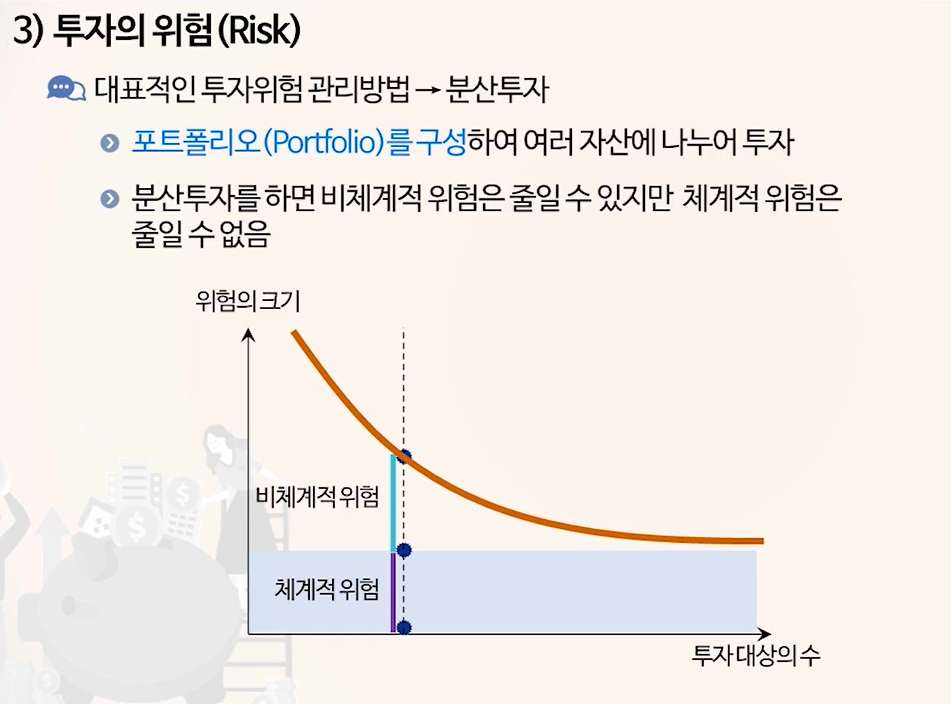 3) 투자의 위험(Risk)
대표적인 투자위험 관리방법 → 분산투자
포트폴리오(Portfolio)를 구성하여 여러 자산에 나누어 투자
분산투자를 하면 비체계적 위험은 줄일 수 있지만 체계적 위험은
줄일 수 없음
위험의 크기
비체계적 위험
체계적 위험
투자 대상의 수